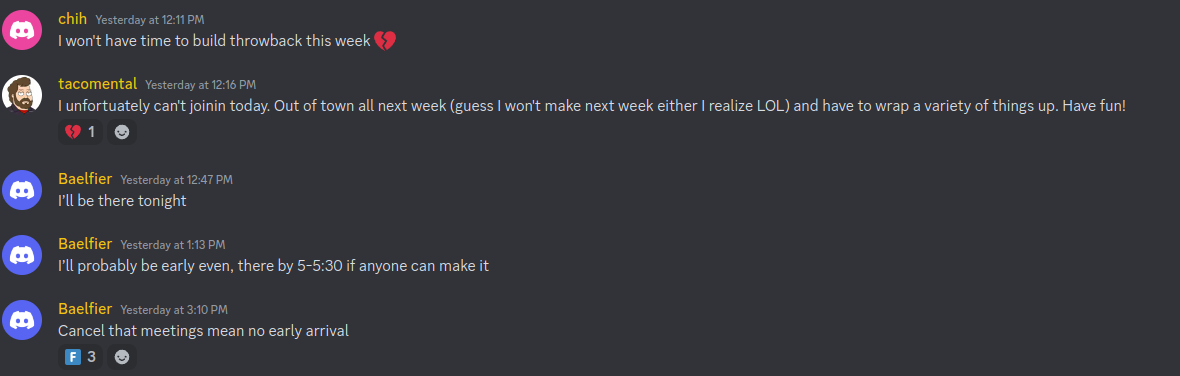 chih Yesterday at 12:11 PM
I won't have time to build throwback this week 💔
tacomental Yesterday at 12:16 PM
I unfortuately can't joinin today. Out of town all next week (guess I won't make next week either I realize LOL) and have to wrap a variety of things up. Have fun!
💔 1
Baelfier Yesterday at 12:47 PM
I’ll be there tonight
Baelfier Yesterday at 1:13 PM
I’ll probably be early even, there by 5-5:30 if anyone can make it
Baelfier Yesterday at 3:10 PM
Cancel that meetings mean no early arrival
F 3